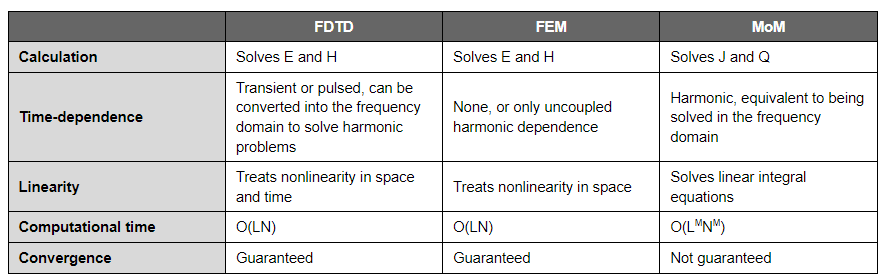 FDTD FEM MoM
Calculation Solves E and H Solves E and H Solves J and Q
Time-dependence
Transient or pulsed, can be
converted into the frequency
domain to solve harmonic
problems
None, or only uncoupled
harmonic dependence
Harmonic, equivalent to being
solved in the frequency
domain
Linearity
Treats nonlinearity in space
and time
Treats nonlinearity in space
Solves linear integral
equations
Computational time O(LN) O(LN) O(LᴹNᴹ)
Convergence Guaranteed Guaranteed Not guaranteed